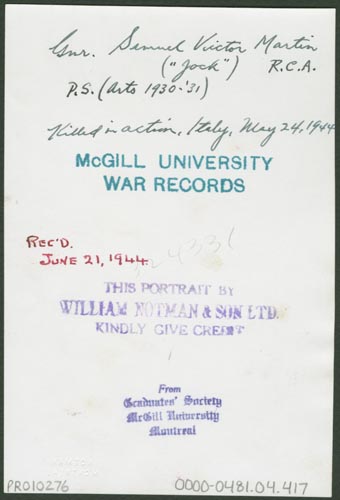 Gnr. Samuel Victor Martin
("Jock") R.C.A.
P.S. (Arts 1930-'31)
Killed in action, Italy, May 24, 1944
McGILL UNIVERSITY
WAR RECORDS
4331
REC'D.
JUNE 21, 1944
THIS PORTRAIT BY
WILLIAM NOTMAN & SON LTD.
KINDLY GIVE CREDIT
From
Graduates' Society
McGill University
Montreal
PR010276
0000-0481.04.417